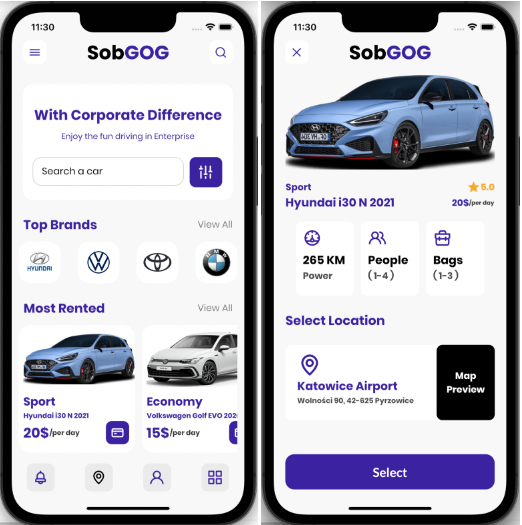 11:30
SobGOG
With Corporate Difference
Enjoy the fun driving in Enterprise
Search a car
Top Brands
View All
HYUNDAI
Most Rented
View All
Sport
Hyundai i30 N 2021
20$/per day
Economy
Volkswagen Golf EVO 202
15$/per day
11:30
SobGOG
Sport
5.0
Hyundai i30 N 2021
20$/per day
265 KM
Power
People
(1-4)
Bags
(1-3)
Select Location
Katowice Airport
Wolności 90, 42-625 Pyrzowice
Map
Preview
Select